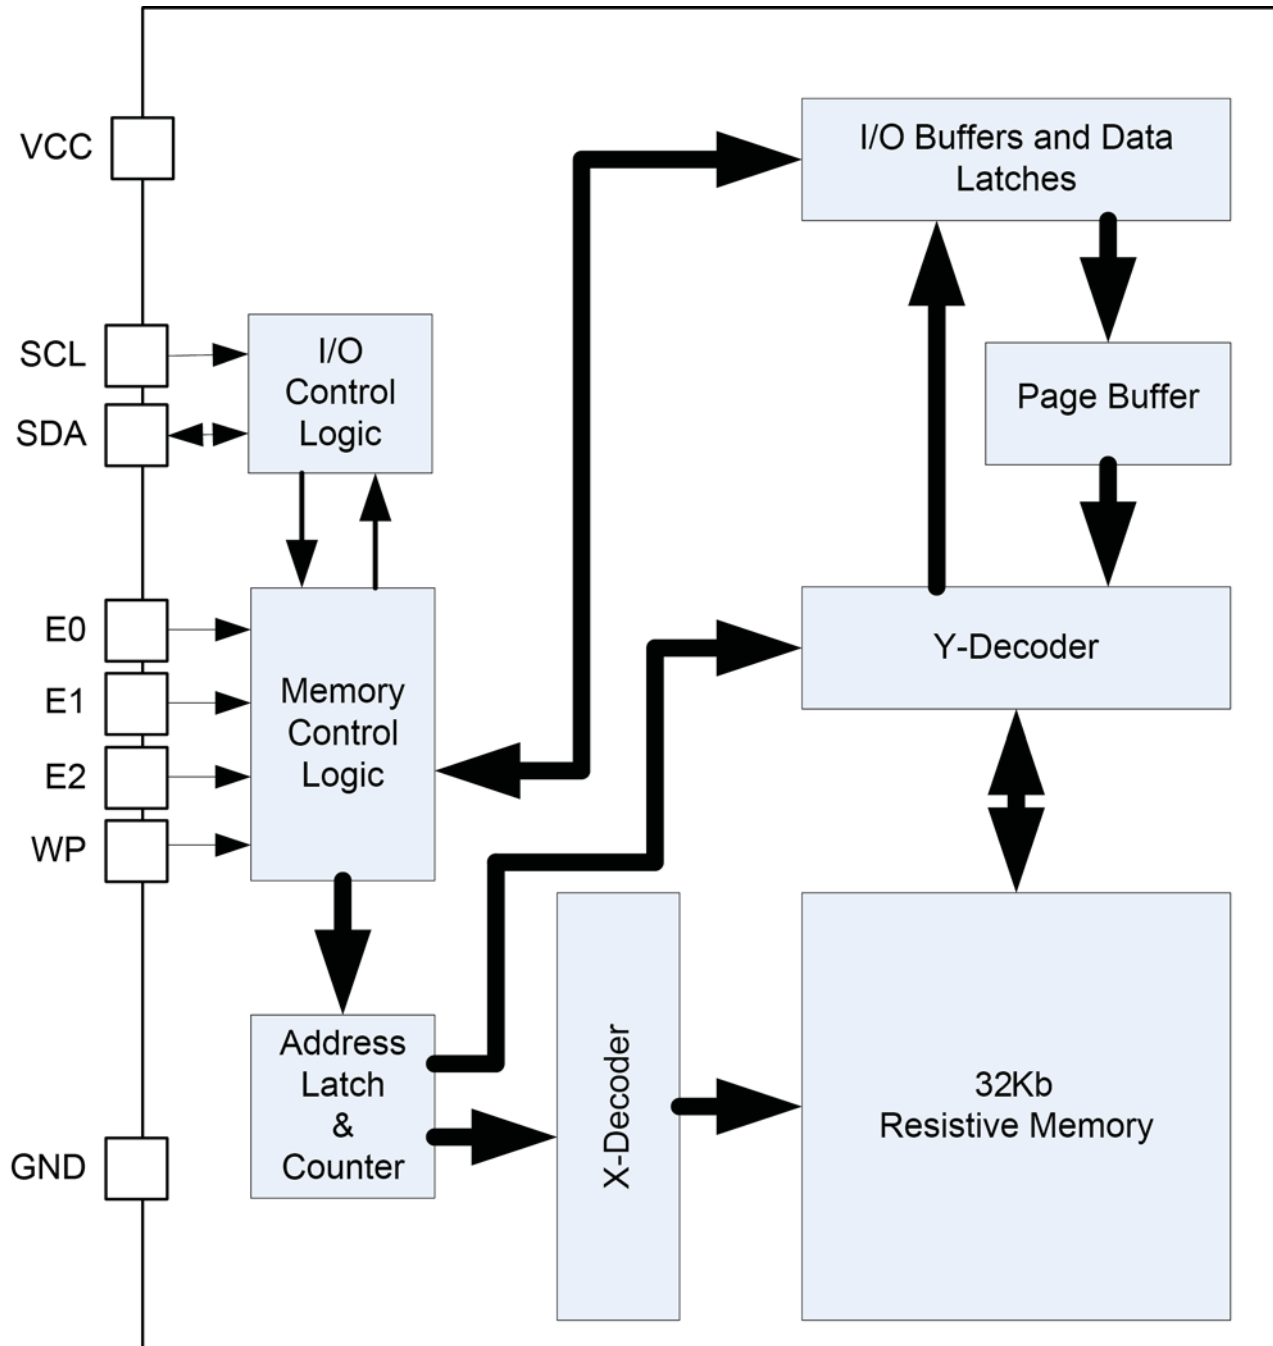 VCC
I/O Buffers and Data
Latches
SCL
I/O
Control
Logic
SDA
Page Buffer
E0
E1
E2
WP
Memory
Control
Logic
Y-Decoder
Address
Latch
&
Counter
X-Decoder
32Kb
Resistive Memory
GND